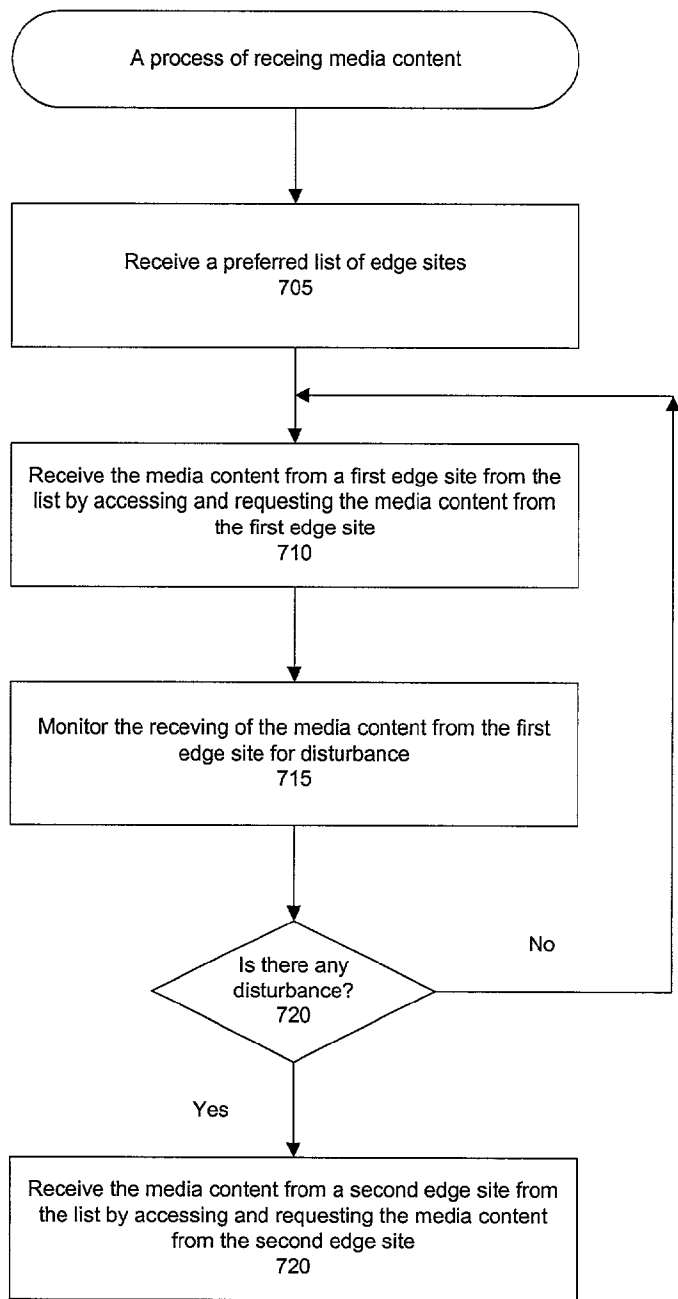 A process of receing media content
Receive a preferred list of edge sites
705
Receive the media content from a first edge site from the
list by accessing and requesting the media content from
the first edge site
710
Monitor the receving of the media content from the first
edge site for disturbance
715
Is there any
disturbance?
720
No
Yes
Receive the media content from a second edge site from
the list by accessing and requesting the media content
from the second edge site
720